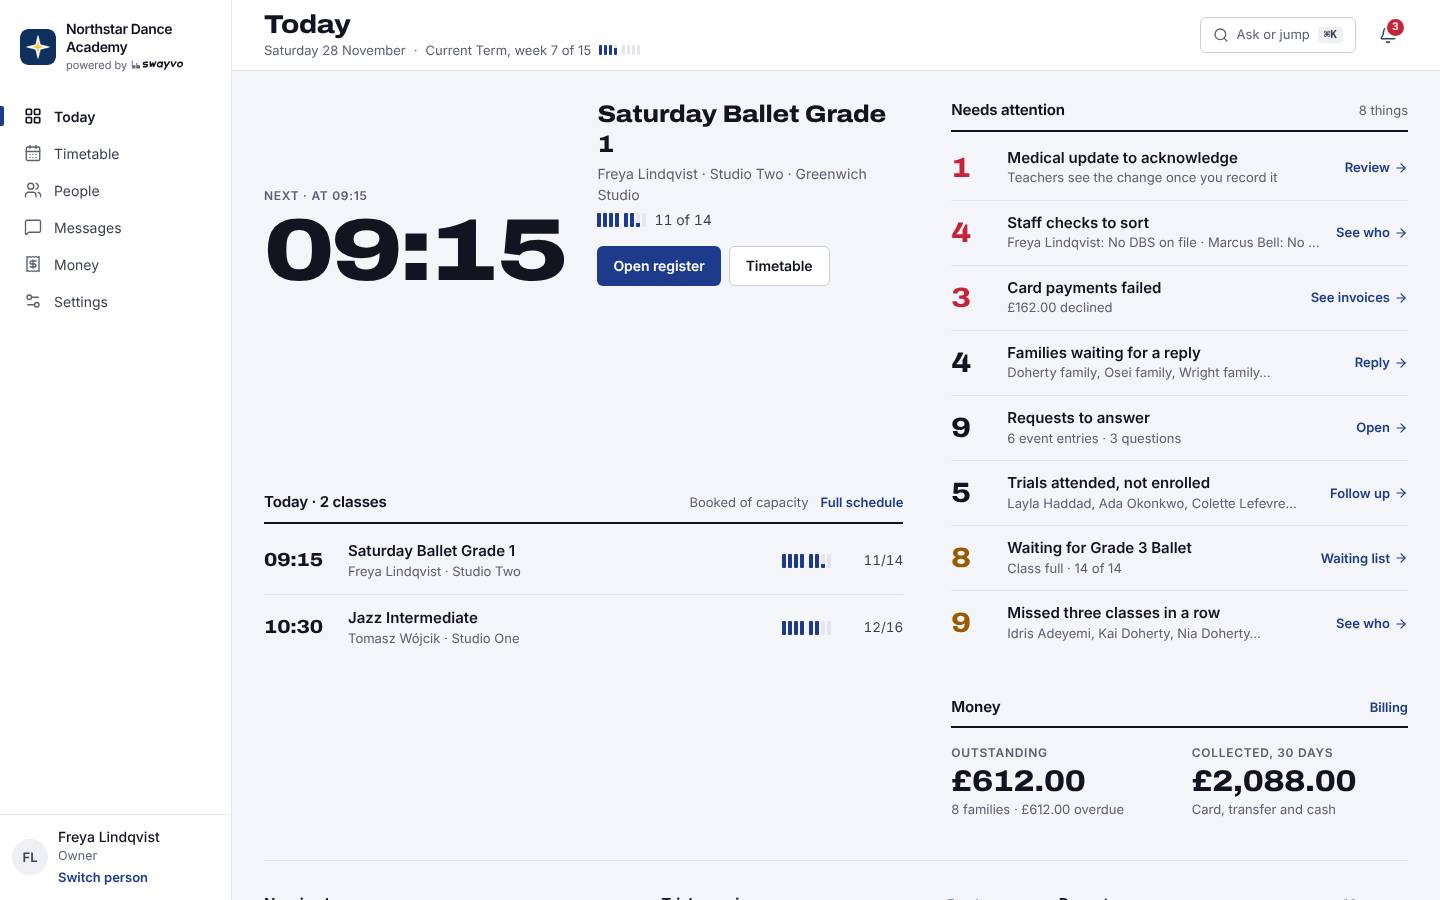 Northstar Dance
Academy
powered by swayvo
Today
Timetable
People
Messages
Money
Settings
FL
Freya Lindqvist
Owner
Switch person
Today
Saturday 28 November · Current Term, week 7 of 15
Ask or jump ⌘K
3
NEXT · AT 09:15
09:15
Saturday Ballet Grade
1
Freya Lindqvist · Studio Two · Greenwich
Studio
11 of 14
Open register
Timetable
Today · 2 classes
Booked of capacity
Full schedule
09:15
Saturday Ballet Grade 1
Freya Lindqvist · Studio Two
11/14
10:30
Jazz Intermediate
Tomasz Wójcik · Studio One
12/16
Needs attention
8 things
1
Medical update to acknowledge
Teachers see the change once you record it
Review →
4
Staff checks to sort
Freya Lindqvist: No DBS on file · Marcus Bell: No ...
See who →
3
Card payments failed
£162.00 declined
See invoices →
4
Families waiting for a reply
Doherty family, Osei family, Wright family...
Reply →
9
Requests to answer
6 event entries · 3 questions
Open →
5
Trials attended, not enrolled
Layla Haddad, Ada Okonkwo, Colette Lefevre...
Follow up →
8
Waiting for Grade 3 Ballet
Class full · 14 of 14
Waiting list →
9
Missed three classes in a row
Idris Adeyemi, Kai Doherty, Nia Doherty...
See who →
Money
Billing
OUTSTANDING
£612.00
8 families · £612.00 overdue
COLLECTED, 30 DAYS
£2,088.00
Card, transfer and cash